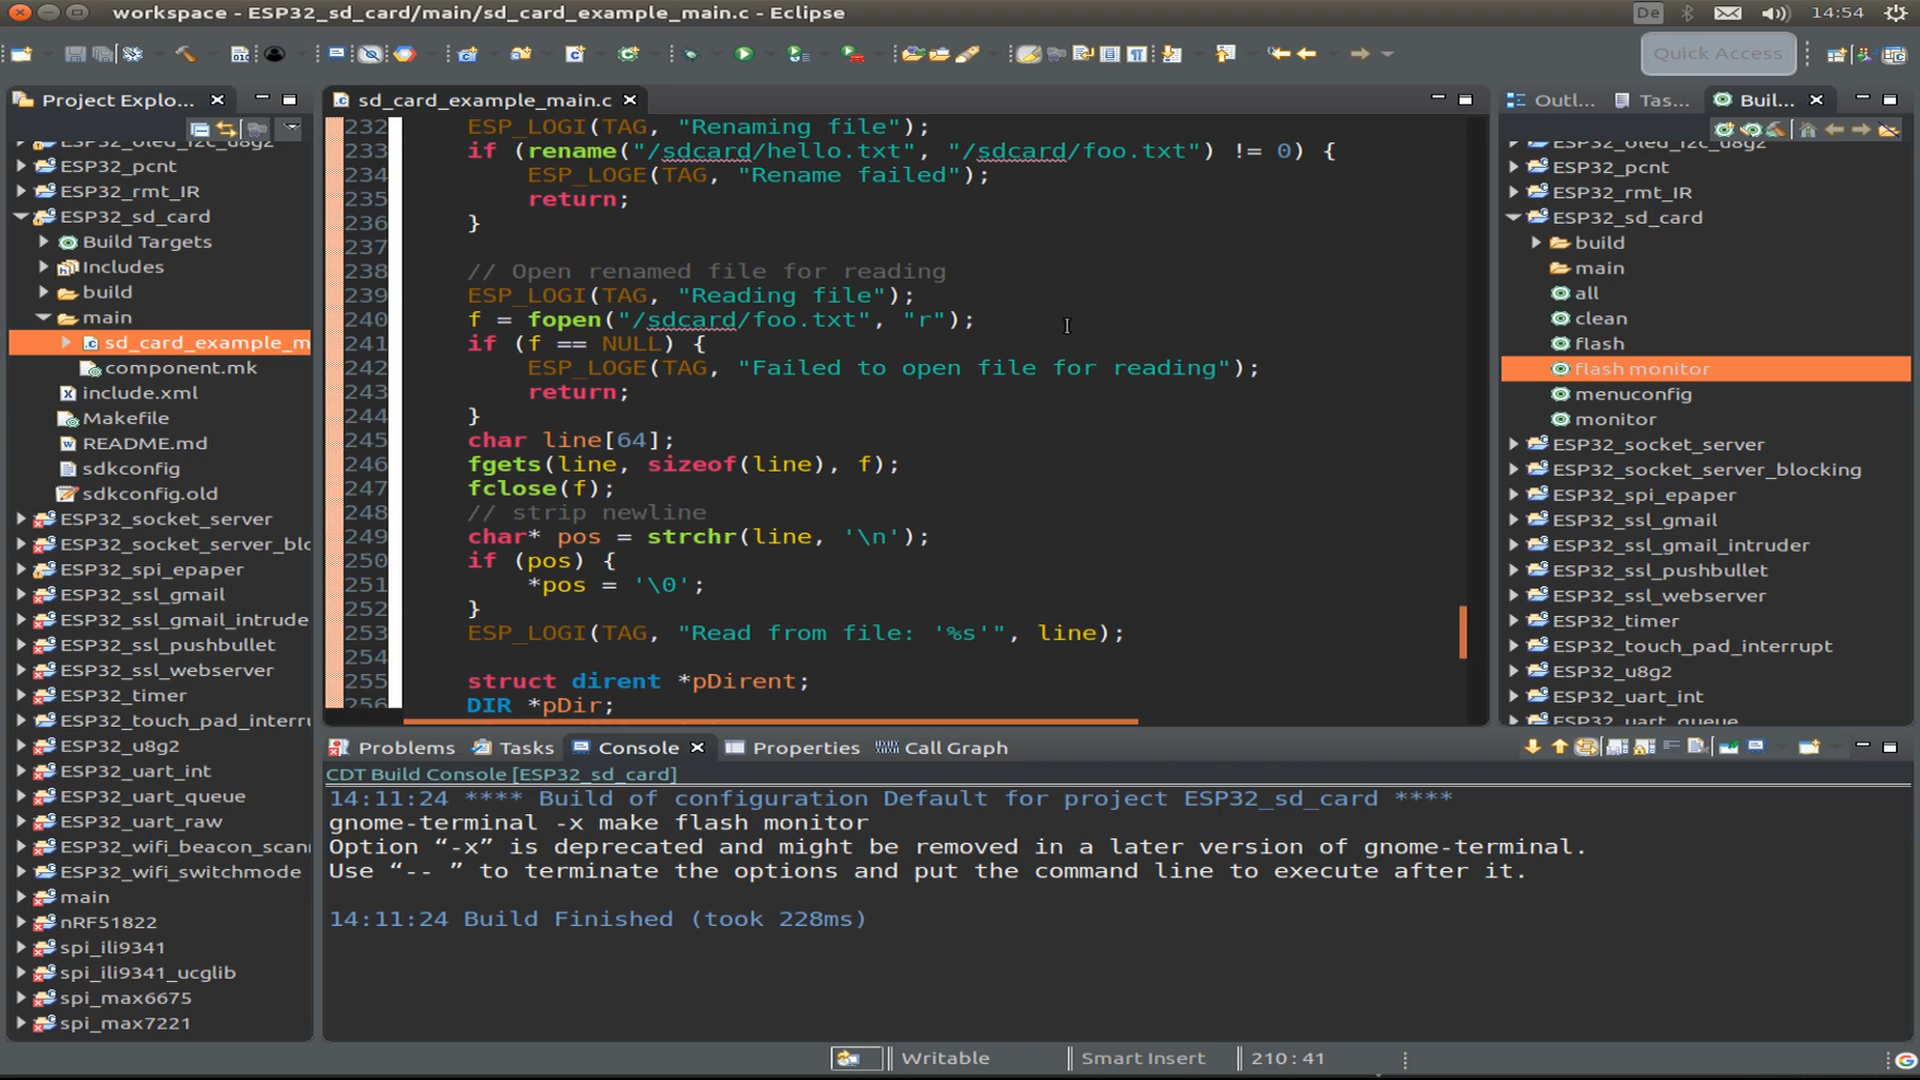 workspace - ESP32_sd_card/main/sd_card_example_main.c - Eclipse
De
14:54
010
Quick Access
Project Explo...
ESP32_oled_i2c_u8g2
ESP32_pcnt
ESP32_rmt_IR
ESP32_sd_card
Build Targets
Includes
build
main
sd_card_example_m
component.mk
include.xml
Makefile
README.md
sdkconfig
sdkconfig.old
ESP32_socket_server
ESP32_socket_server_blo
ESP32_spi_epaper
ESP32_ssl_gmail
ESP32_ssl_gmail_intrude
ESP32_ssl_pushbullet
ESP32_ssl_webserver
ESP32_timer
ESP32_touch_pad_interru
ESP32_u8g2
ESP32_uart_int
ESP32_uart_queue
ESP32_uart_raw
ESP32_wifi_beacon_scan
ESP32_wifi_switchmode
main
nRF51822
spi_ili9341
spi_ili9341_ucglib
spi_max6675
spi_max7221
sd_card_example_main.c
232 ESP_LOGI(TAG, "Renaming file");
233 if (rename("/sdcard/hello.txt", "/sdcard/foo.txt") != 0) {
234 ESP_LOGE(TAG, "Rename failed");
235 return;
236 }
237
238 // Open renamed file for reading
239 ESP_LOGI(TAG, "Reading file");
240 f = fopen("/sdcard/foo.txt", "r");
241 if (f == NULL) {
242 ESP_LOGE(TAG, "Failed to open file for reading");
243 return;
244 }
245 char line[64];
246 fgets(line, sizeof(line), f);
247 fclose(f);
248 // strip newline
249 char* pos = strchr(line, '\n');
250 if (pos) {
251 *pos = '\0';
252 }
253 ESP_LOGI(TAG, "Read from file: '%s'", line);
254
255 struct dirent *pDirent;
256 DIR *pDir;
Outl...
Tas...
Buil...
ESP32_oled_i2c_u8g2
ESP32_pcnt
ESP32_rmt_IR
ESP32_sd_card
build
main
all
clean
flash
flash monitor
menuconfig
monitor
ESP32_socket_server
ESP32_socket_server_blocking
ESP32_spi_epaper
ESP32_ssl_gmail
ESP32_ssl_gmail_intruder
ESP32_ssl_pushbullet
ESP32_ssl_webserver
ESP32_timer
ESP32_touch_pad_interrupt
ESP32_u8g2
ESP32_uart_int
ESP32_uart_queue
Problems
Tasks
Console
Properties
Call Graph
CDT Build Console [ESP32_sd_card]
14:11:24 **** Build of configuration Default for project ESP32_sd_card ****
gnome-terminal -x make flash monitor
Option “-x” is deprecated and might be removed in a later version of gnome-terminal.
Use “-- ” to terminate the options and put the command line to execute after it.
14:11:24 Build Finished (took 228ms)
Writable
Smart Insert
210 : 41